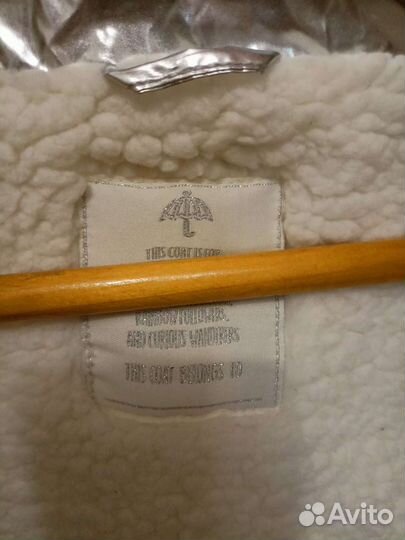 THIS COAT IS FOR
RAINBOW FOLLOWERS,
AND CURIOUS WANDERERS
THIS COAT BELONGS TO
Avito